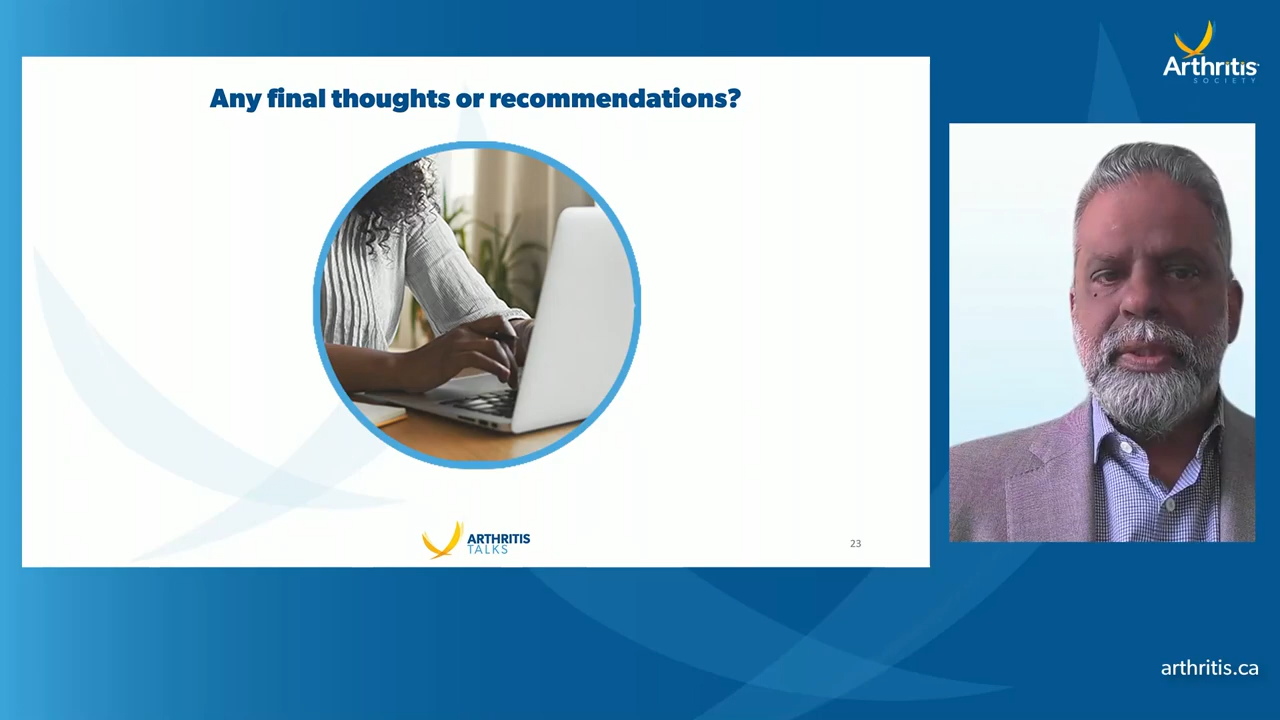 Arthritis
SOCIETY
Any final thoughts or recommendations?
ARTHRITIS
TALKS
23
arthritis.ca